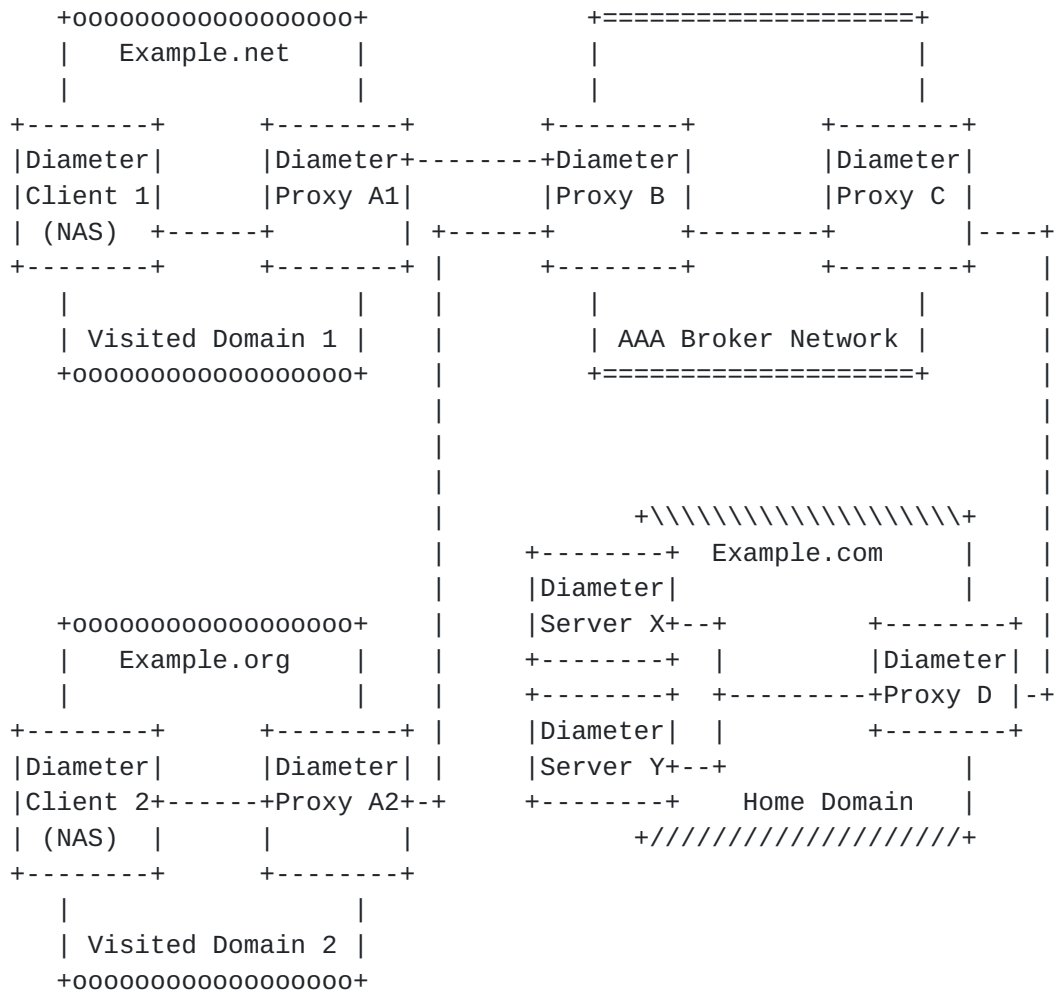 Example.net
Diameter
Client 1
(NAS)
Diameter
Proxy A1
Visited Domain 1
Diameter
Proxy B
Diameter
Proxy C
AAA Broker Network
Example.com
Diameter
Server X
Diameter
Server Y
Diameter
Proxy D
Home Domain
Example.org
Diameter
Client 2
(NAS)
Diameter
Proxy A2
Visited Domain 2